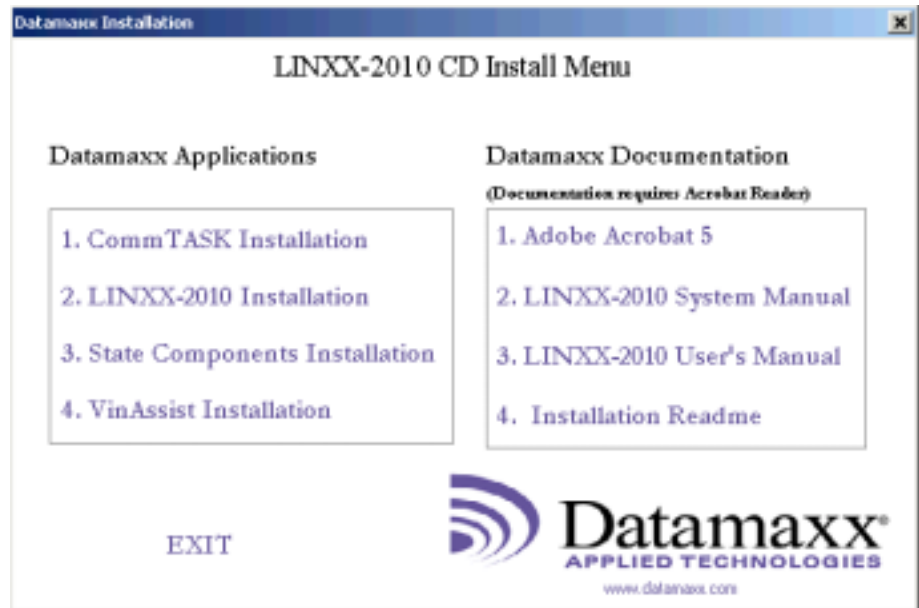 Datamaxx Installation
LINXX-2010 CD Install Menu
Datamaxx Applications
1. CommTASK Installation
2. LINXX-2010 Installation
3. State Components Installation
4. VinAssist Installation
Datamaxx Documentation
(Documentation requires Acrobat Reader)
1. Adobe Acrobat 5
2. LINXX-2010 System Manual
3. LINXX-2010 User's Manual
4. Installation Readme
EXIT
Datamaxx®
APPLIED TECHNOLOGIES
www.datamaxx.com